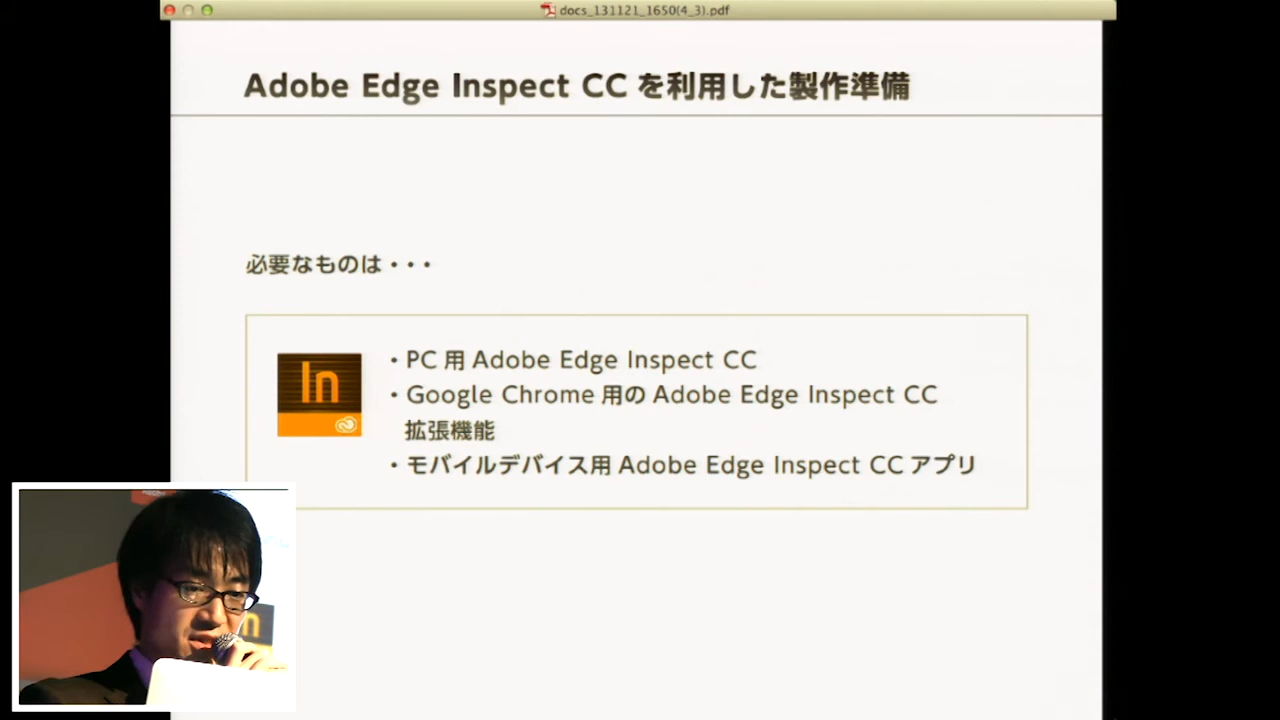 docs_131121_1650(4_3).pdf
Adobe Edge Inspect CC を利用した製作準備
必要なものは・・・
In
・PC 用 Adobe Edge Inspect CC
・Google Chrome 用の Adobe Edge Inspect CC
拡張機能
・モバイルデバイス用 Adobe Edge Inspect CC アプリ
n